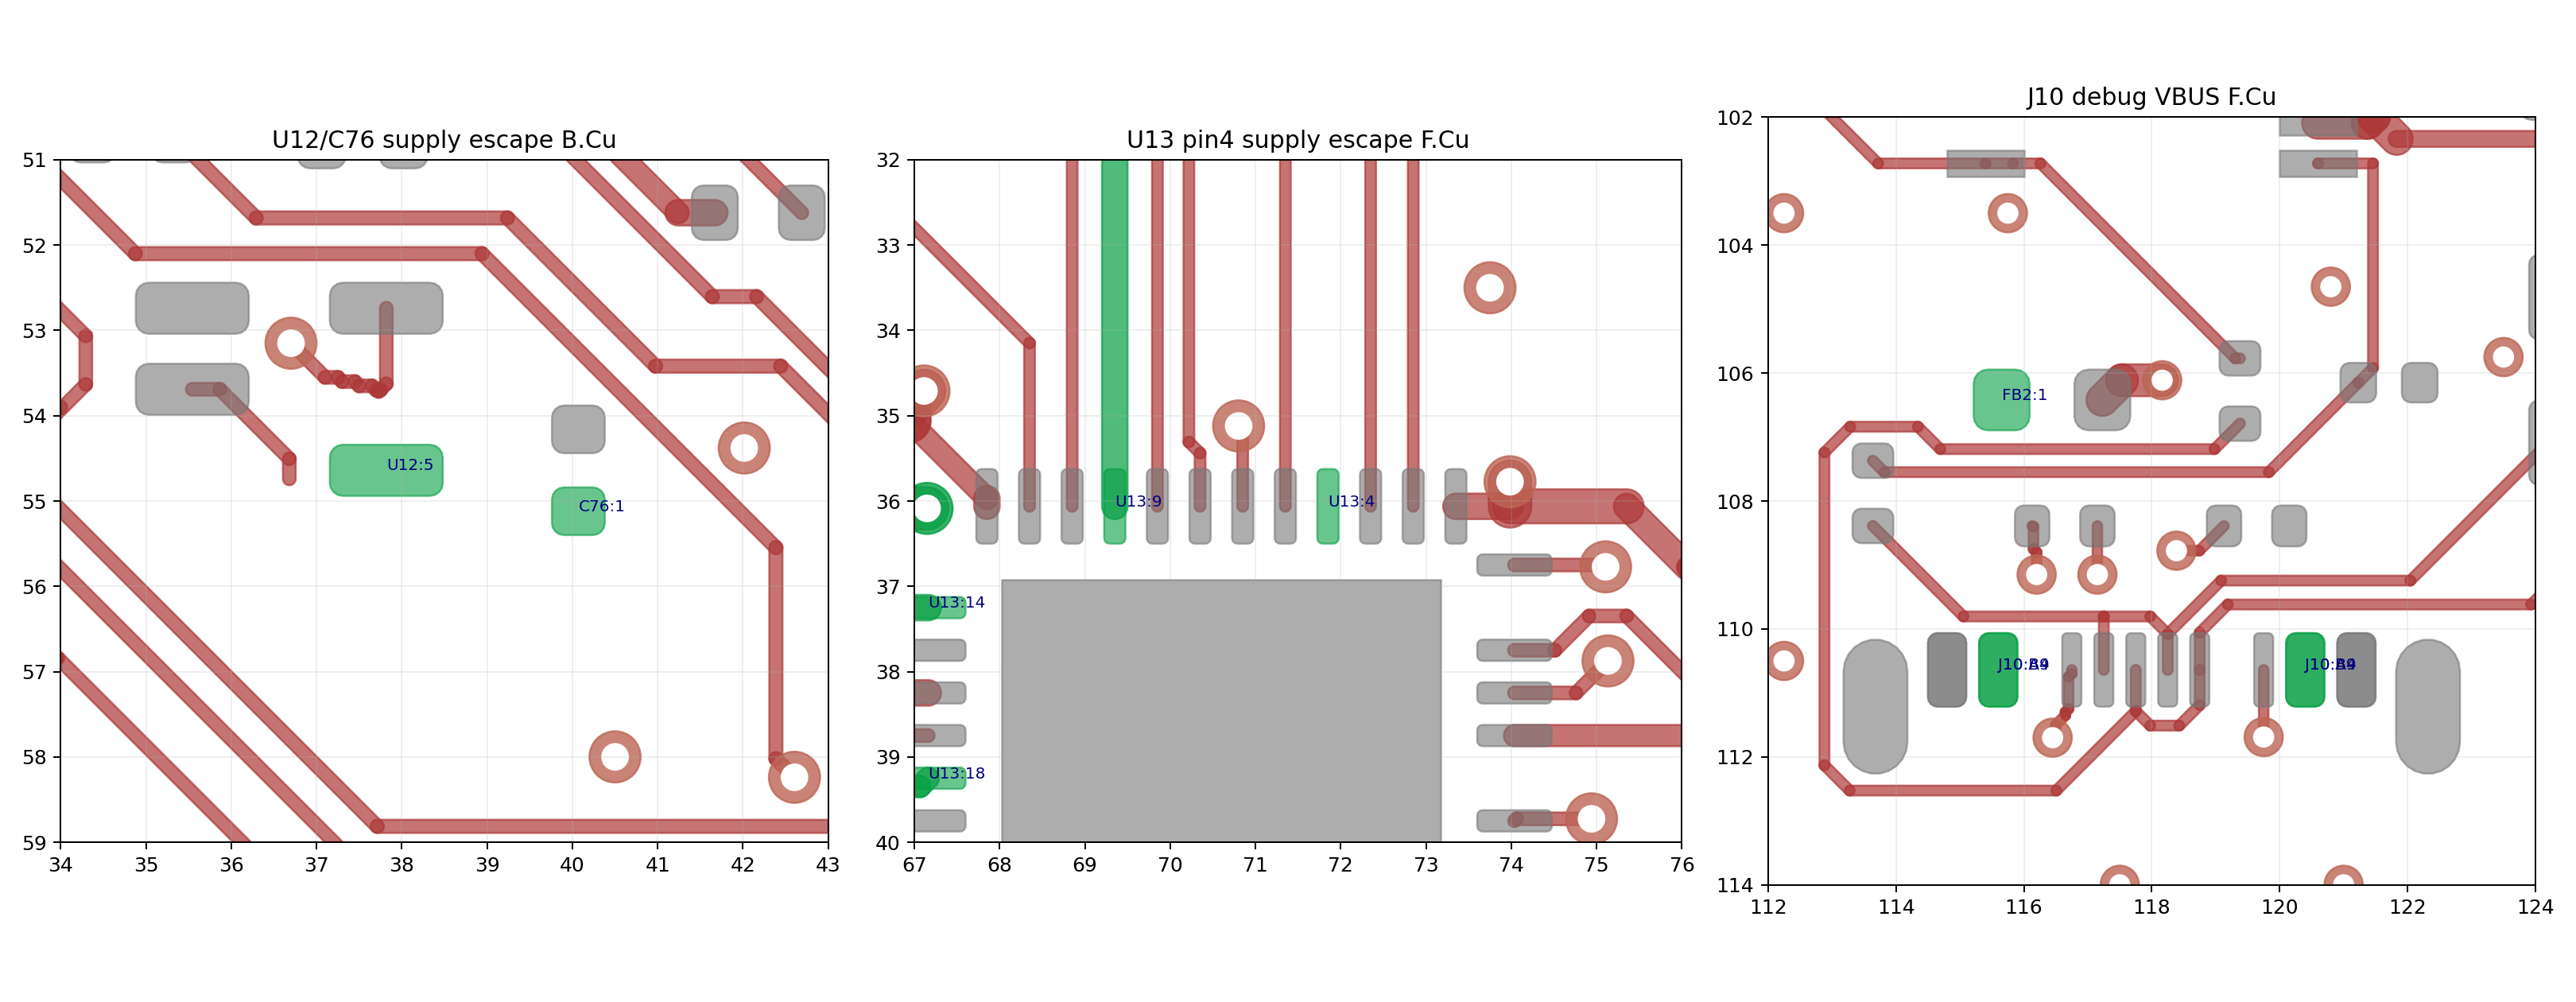 U12/C76 supply escape B.Cu
51
52
53
54
55
56
57
58
59
34 35 36 37 38 39 40 41 42 43
U12:5
C76:1
U13 pin4 supply escape F.Cu
32
33
34
35
36
37
38
39
40
67 68 69 70 71 72 73 74 75 76
U13:9
U13:4
U13:14
U13:18
J10 debug VBUS F.Cu
102
104
106
108
110
112
114
112 114 116 118 120 122 124
FB2:1